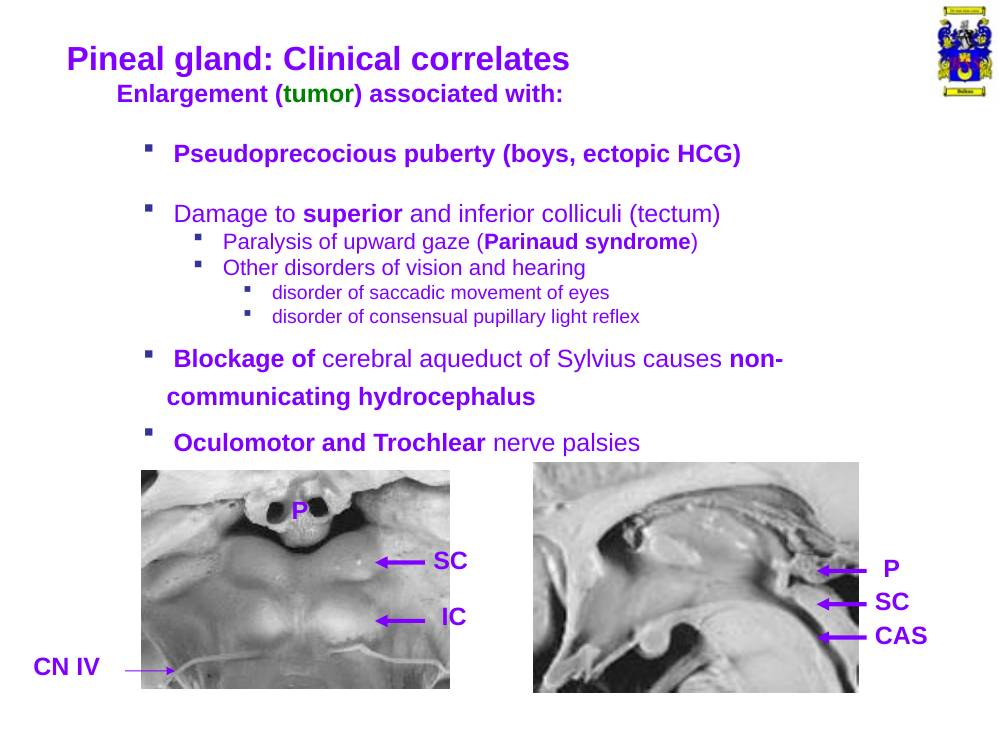 Pineal gland: Clinical correlates
Enlargement (tumor) associated with:
Pseudoprecocious puberty (boys, ectopic HCG)
Damage to superior and inferior colliculi (tectum)
Paralysis of upward gaze (Parinaud syndrome)
Other disorders of vision and hearing
disorder of saccadic movement of eyes
disorder of consensual pupillary light reflex
Blockage of cerebral aqueduct of Sylvius causes non-
communicating hydrocephalus
Oculomotor and Trochlear nerve palsies
P
SC
IC
CN IV
P
SC
CAS